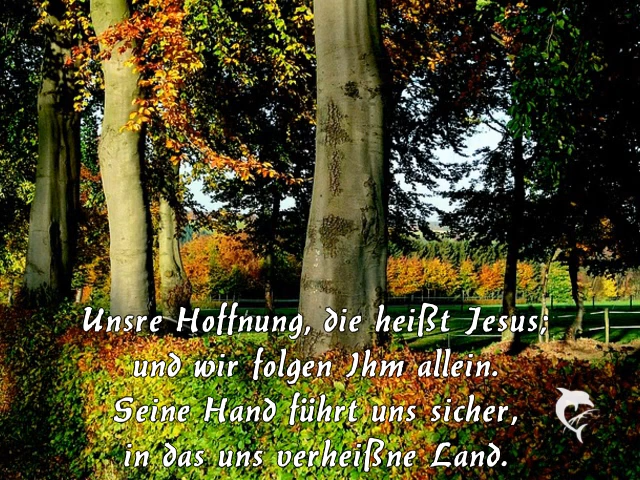 Unsre Hoffnung, die heißt Jesus;
und wir folgen Ihm allein.
Seine Hand führt uns sicher,
in das uns verheißne Land.